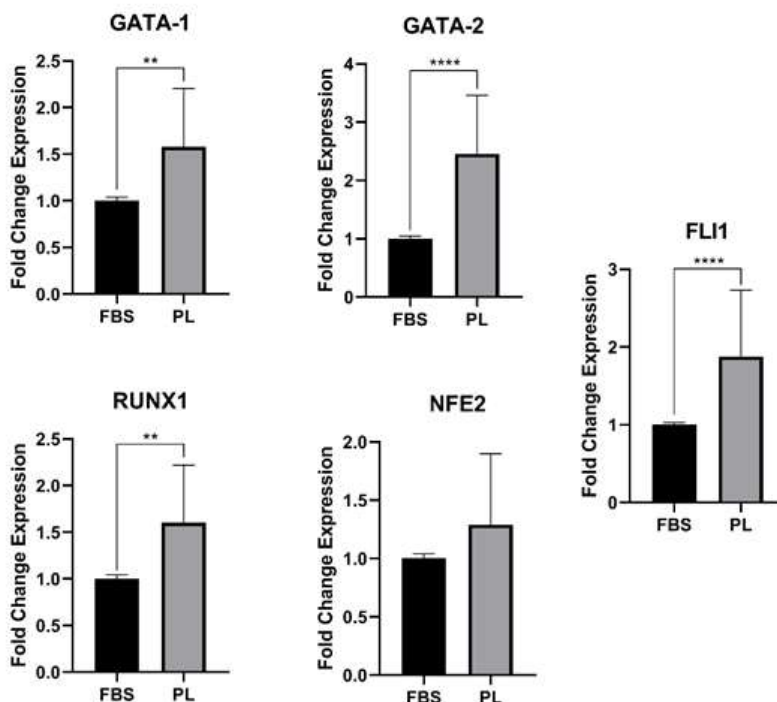 GATA-1
Fold Change Expression
2.5
2.0
1.5
1.0
0.5
0.0
**
FBS PL
GATA-2
Fold Change Expression
4
3
2
1
0
****
FBS PL
FLI1
Fold Change Expression
3
2
1
0
****
FBS PL
RUNX1
Fold Change Expression
2.5
2.0
1.5
1.0
0.5
0.0
**
FBS PL
NFE2
Fold Change Expression
2.0
1.5
1.0
0.5
0.0
FBS PL